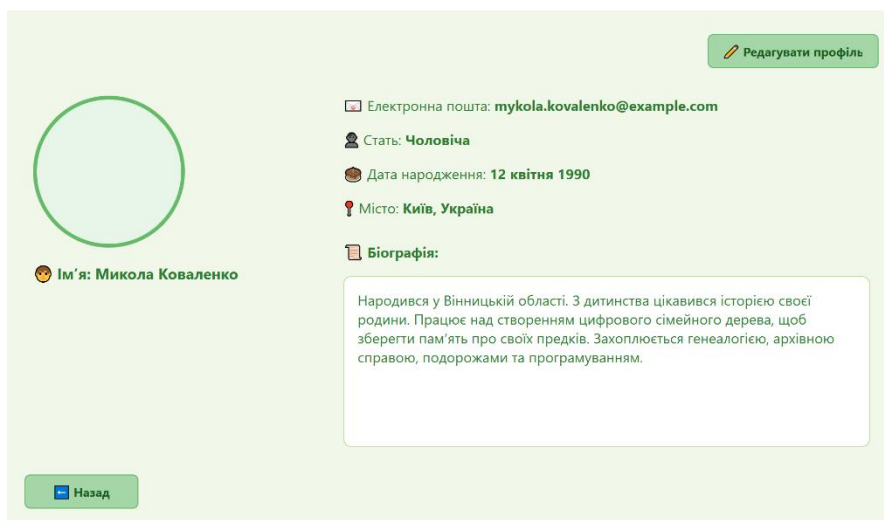 Редагувати профіль
Електронна пошта: mykola.kovalenko@example.com
Стать: Чоловіча
Дата народження: 12 квітня 1990
Місто: Київ, Україна
Біографія:
Ім’я: Микола Коваленко
Народився у Вінницькій області. З дитинства цікавився історією своєї
родини. Працює над створенням цифрового сімейного дерева, щоб
зберегти пам’ять про своїх предків. Захоплюється генеалогією, архівною
справою, подорожами та програмуванням.
Назад